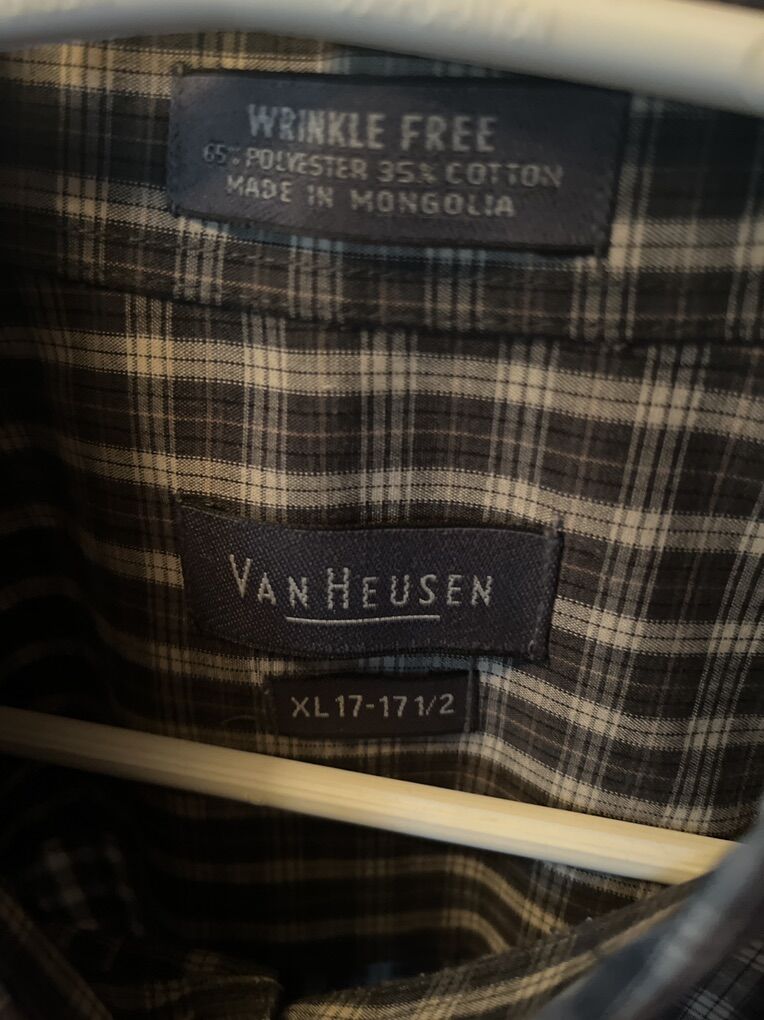 WRINKLE FREE
65% POLYESTER 35% COTTON
MADE IN MONGOLIA
VAN HEUSEN
XL 17-17 1/2